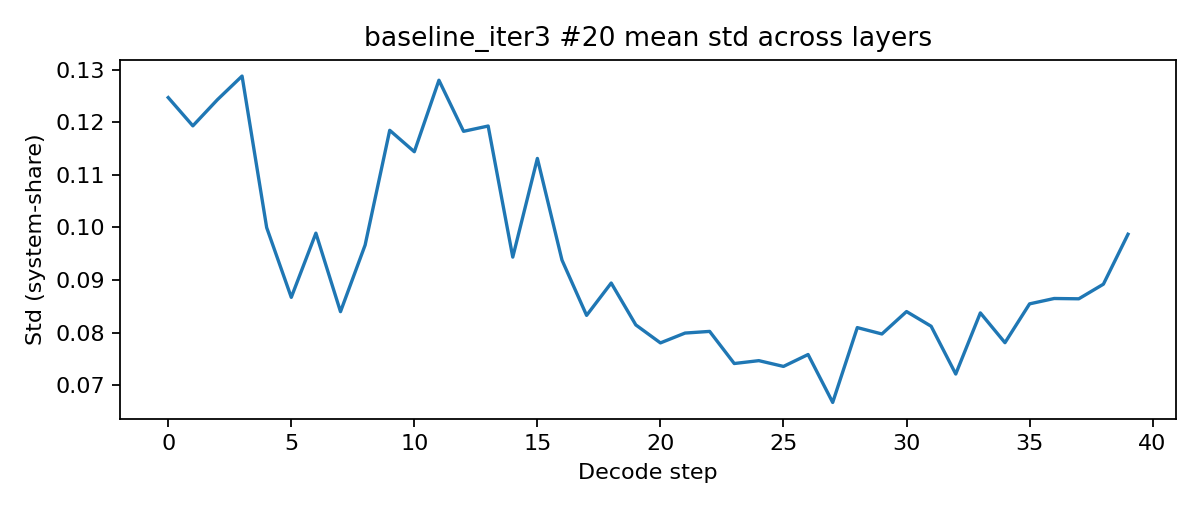 baseline_iter3 #20 mean std across layers
Std (system-share)
0.13
0.12
0.11
0.10
0.09
0.08
0.07
0 5 10 15 20 25 30 35 40
Decode step